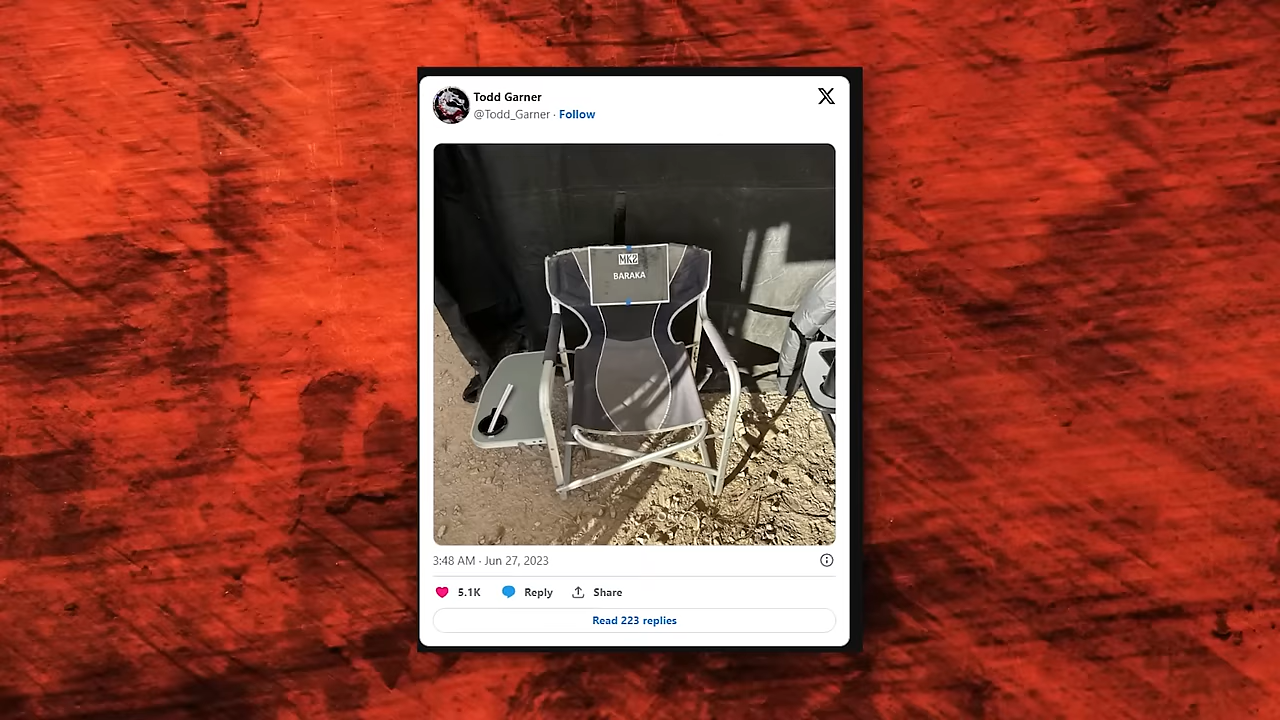 Todd Garner
@Todd_Garner · Follow
MK2
BARAKA
3:48 AM · Jun 27, 2023
5.1K Reply Share
Read 223 replies